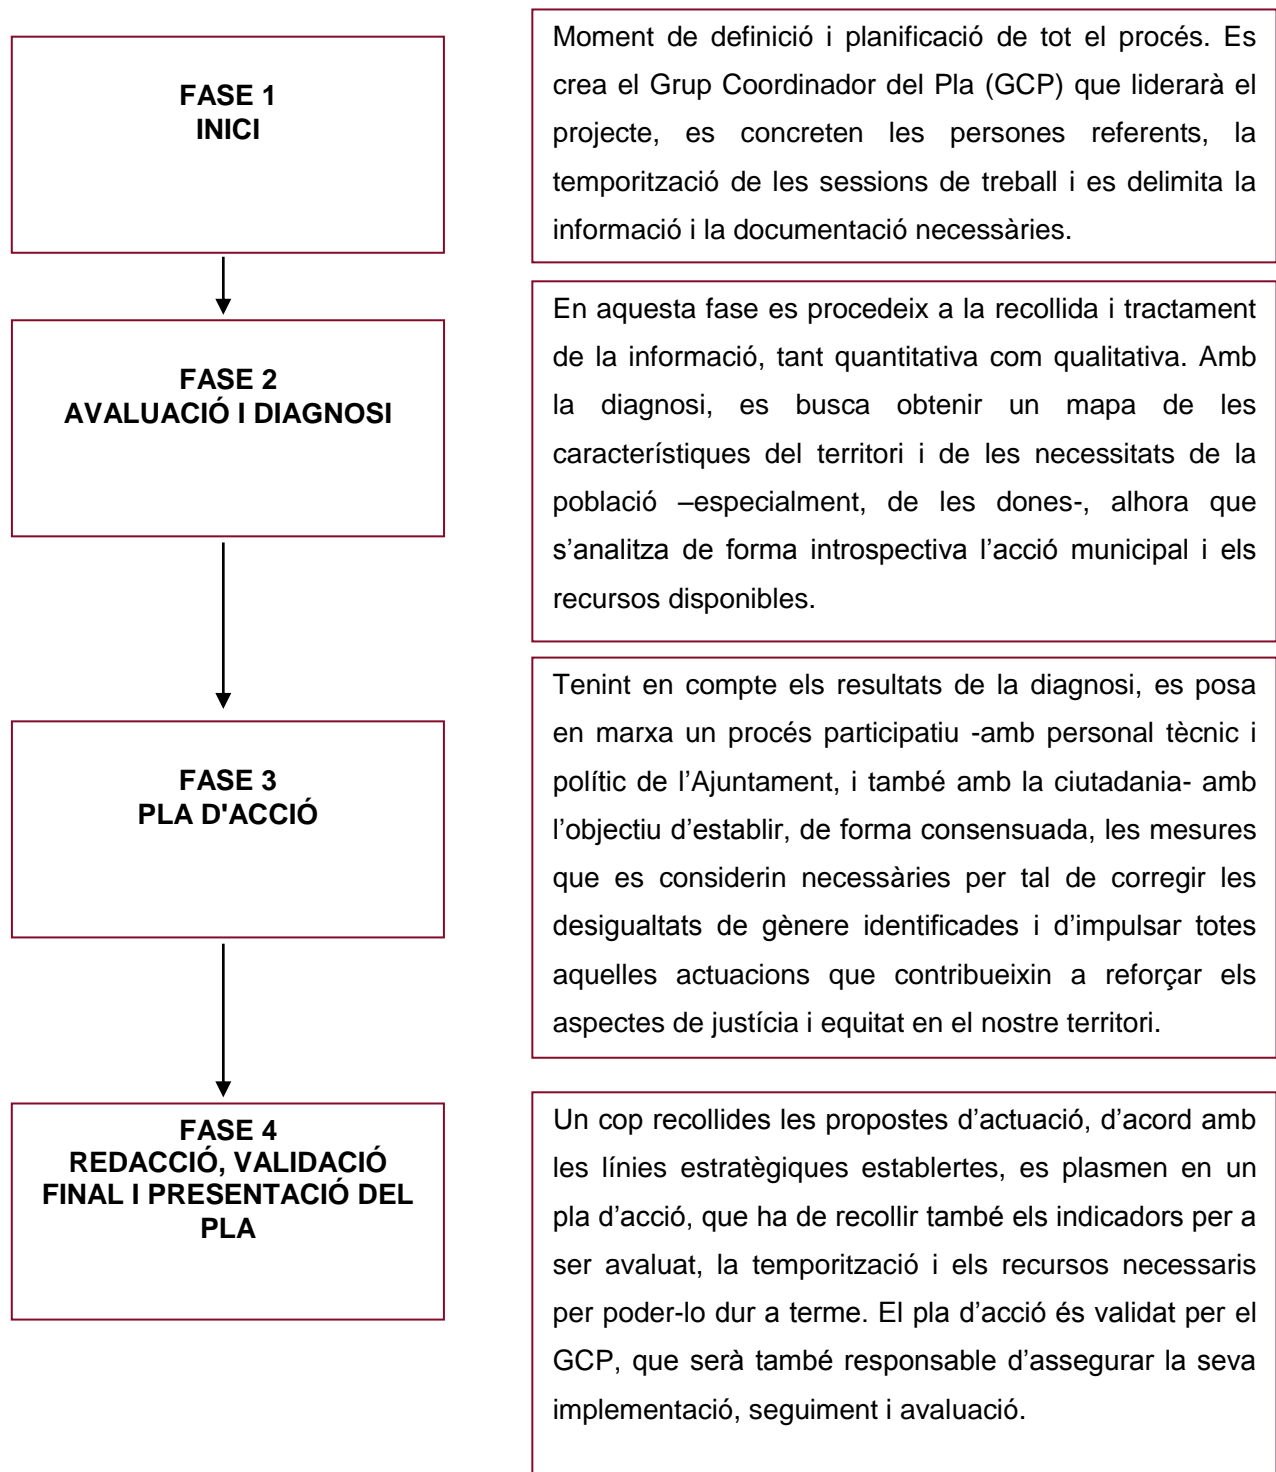 FASE 1
INICI
Moment de definició i planificació de tot el procés. Es
crea el Grup Coordinador del Pla (GCP) que liderarà el
projecte, es concreten les persones referents, la
temporització de les sessions de treball i es delimita la
informació i la documentació necessàries.
FASE 2
AVALUACIÓ I DIAGNOSI
En aquesta fase es procedeix a la recollida i tractament
de la informació, tant quantitativa com qualitativa. Amb
la diagnosi, es busca obtenir un mapa de les
característiques del territori i de les necessitats de la
població –especialment, de les dones-, alhora que
s’analitza de forma introspectiva l’acció municipal i els
recursos disponibles.
FASE 3
PLA D'ACCIÓ
Tenint en compte els resultats de la diagnosi, es posa
en marxa un procés participatiu -amb personal tècnic i
polític de l’Ajuntament, i també amb la ciutadania- amb
l’objectiu d’establir, de forma consensuada, les mesures
que es considerin necessàries per tal de corregir les
desigualtats de gènere identificades i d’impulsar totes
aquelles actuacions que contribueixin a reforçar els
aspectes de justícia i equitat en el nostre territori.
FASE 4
REDACCIÓ, VALIDACIÓ
FINAL I PRESENTACIÓ DEL
PLA
Un cop recollides les propostes d’actuació, d’acord amb
les línies estratègiques establertes, es plasmen en un
pla d’acció, que ha de recollir també els indicadors per a
ser avaluat, la temporització i els recursos necessaris
per poder-lo dur a terme. El pla d’acció és validat per el
GCP, que serà també responsable d’assegurar la seva
implementació, seguiment i avaluació.